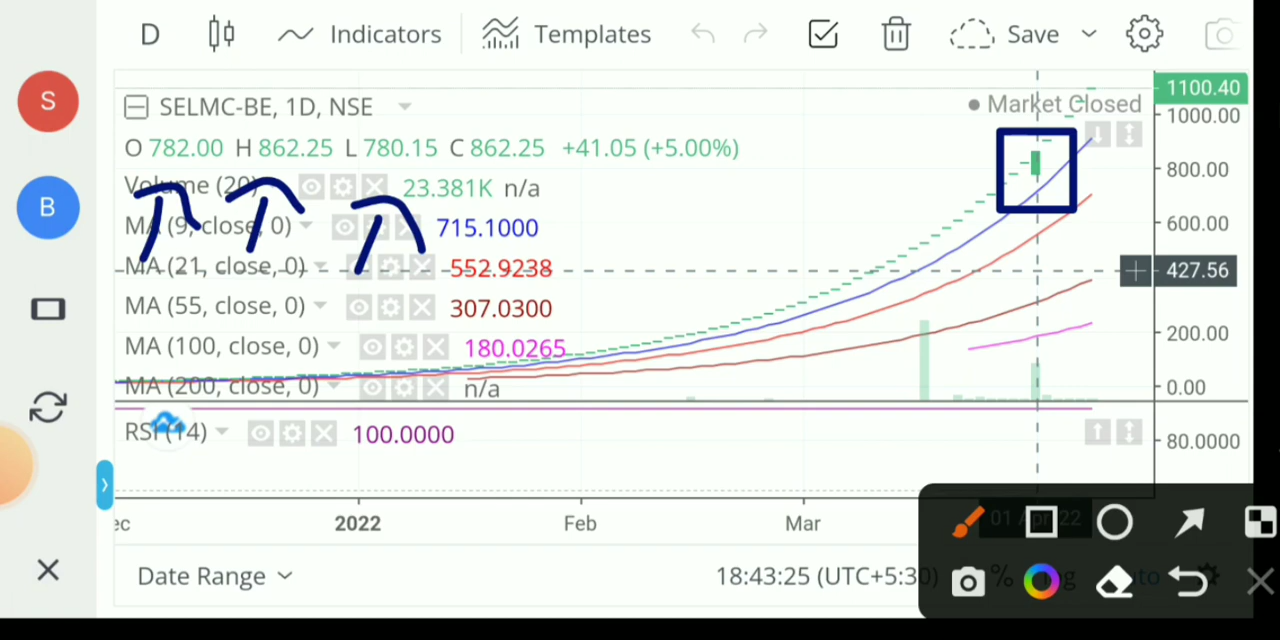 D Indicators Templates Save
S
B
SELMC-BE, 1D, NSE
Market Closed
1100.40
1000.00
O 782.00 H 862.25 L 780.15 C 862.25 +41.05 (+5.00%)
800.00
Volume (20) 23.381K n/a
MA (9, close, 0) 715.1000
600.00
MA (21, close, 0) 552.9238
427.56
MA (55, close, 0) 307.0300
200.00
MA (100, close, 0) 180.0265
MA (200, close, 0) n/a
0.00
RSI (14) 100.0000
80.0000
ec 2022 Feb Mar 01 Apr 22
Date Range 18:43:25 (UTC+5:30) %